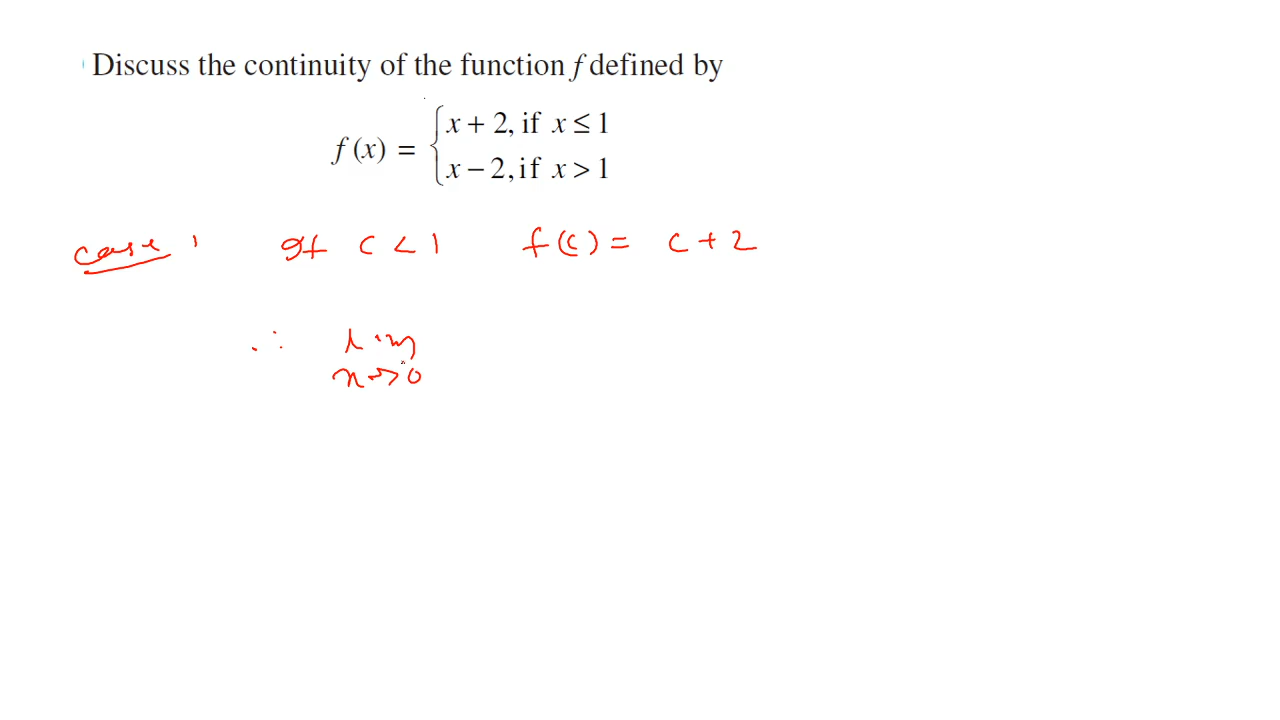 Discuss the continuity of the function f defined by
f(x) = { x + 2, if x ≤ 1
x − 2, if x > 1
case 1 If c < 1 f(c) = c + 2
∴ lim
x→0